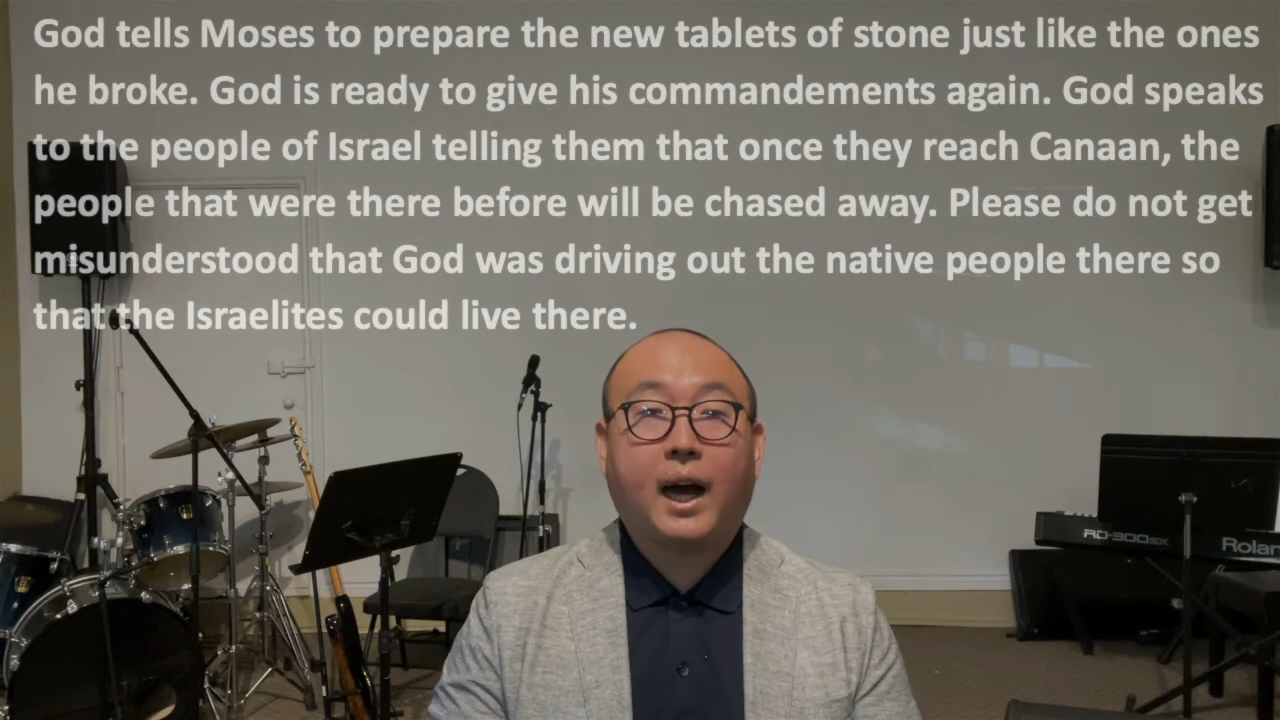 God tells Moses to prepare the new tablets of stone just like the ones
he broke. God is ready to give his commandements again. God speaks
to the people of Israel telling them that once they reach Canaan, the
people that were there before will be chased away. Please do not get
misunderstood that God was driving out the native people there so
that the Israelites could live there.
RD-300SX
Rolan